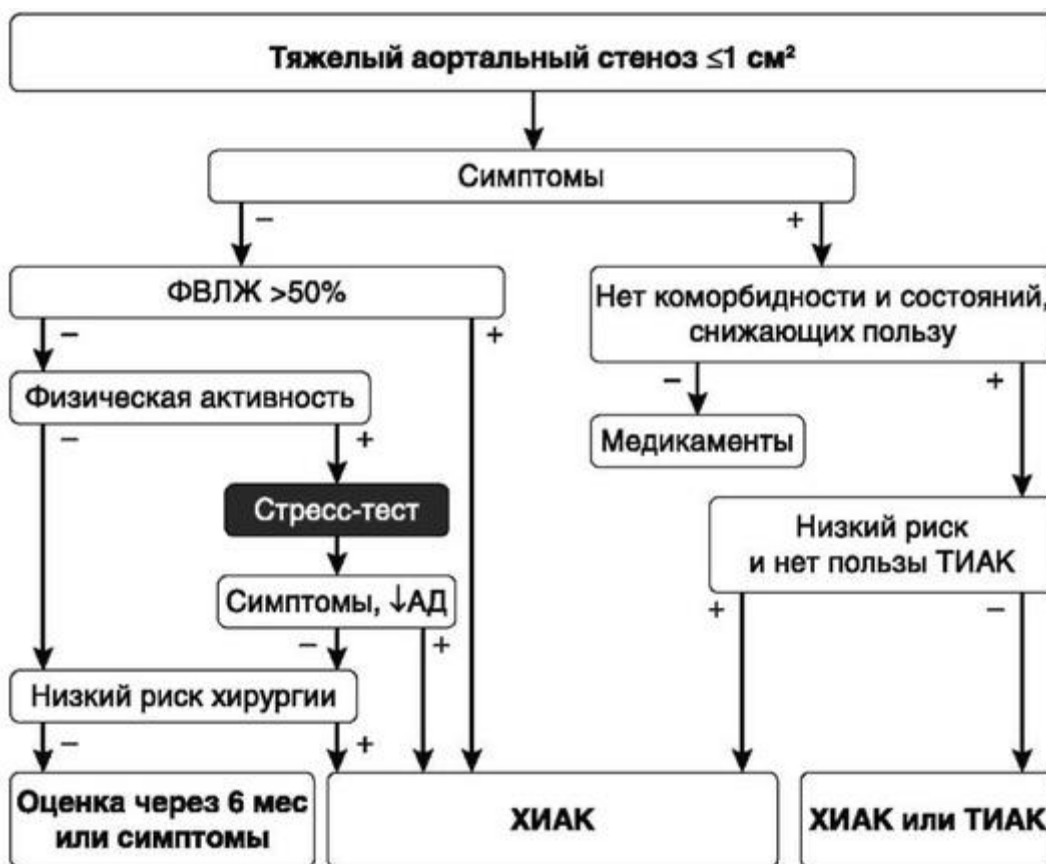 Тяжелый аортальный стеноз ≤1 см²
Симптомы
– +
ФВЛЖ >50%
Нет коморбидности и состояний,
снижающих пользу
– +
– +
Физическая активность
Медикаменты
– +
Стресс-тест
Низкий риск
и нет пользы ТИАК
Симптомы, ↓АД
+ –
– +
Низкий риск хирургии
– +
Оценка через 6 мес
или симптомы
ХИАК
ХИАК или ТИАК